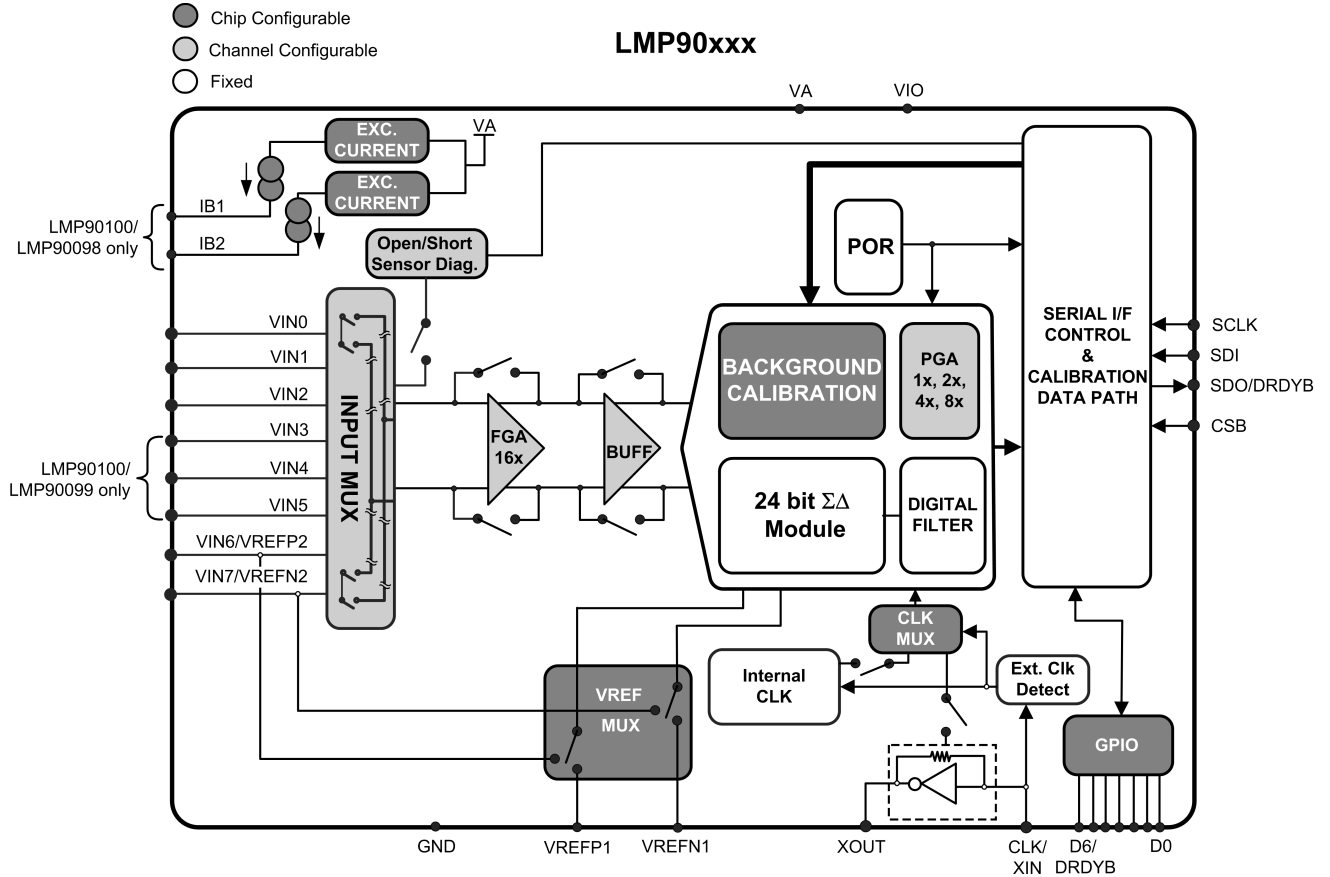 Chip Configurable
Channel Configurable
Fixed
LMP90xxx
VA
VIO
EXC.
CURRENT
VA
EXC.
CURRENT
IB1
LMP90100/
LMP90098 only
IB2
Open/Short
Sensor Diag.
POR
VIN0
VIN1
VIN2
VIN3
VIN4
VIN5
VIN6/VREFP2
VIN7/VREFN2
LMP90100/
LMP90099 only
INPUT MUX
FGA
16x
BUFF
BACKGROUND
CALIBRATION
PGA
1x, 2x,
4x, 8x
24 bit ΣΔ
Module
DIGITAL
FILTER
SERIAL I/F
CONTROL
&
CALIBRATION
DATA PATH
SCLK
SDI
SDO/DRDYB
CSB
CLK
MUX
Internal
CLK
Ext. Clk
Detect
VREF
MUX
GPIO
GND
VREFP1
VREFN1
XOUT
CLK/
XIN
D6/
DRDYB
D0